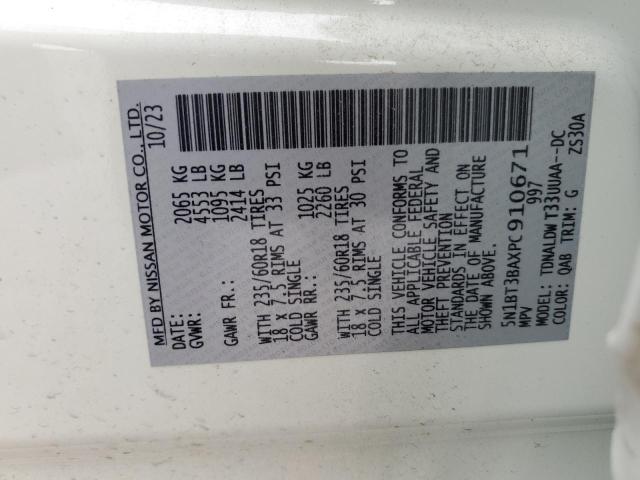 MFD BY NISSAN MOTOR CO., LTD.
DATE: 10/23
GVWR: 2065 KG
4553 LB
GAWR FR.: 1095 KG
2414 LB
WITH 235/60R18 TIRES
18 X 7.5 RIMS AT 33 PSI
COLD SINGLE
GAWR RR.: 1025 KG
2260 LB
WITH 235/60R18 TIRES
18 X 7.5 RIMS AT 30 PSI
COLD SINGLE
THIS VEHICLE CONFORMS TO
ALL APPLICABLE FEDERAL
MOTOR VEHICLE SAFETY AND
THEFT PREVENTION
STANDARDS IN EFFECT ON
THE DATE OF MANUFACTURE
SHOWN ABOVE.
5N1BT3BAXPC910671
MPV 997
MODEL: TDNALDW T33UUAA--DC
COLOR: QAB TRIM: G ZS30A